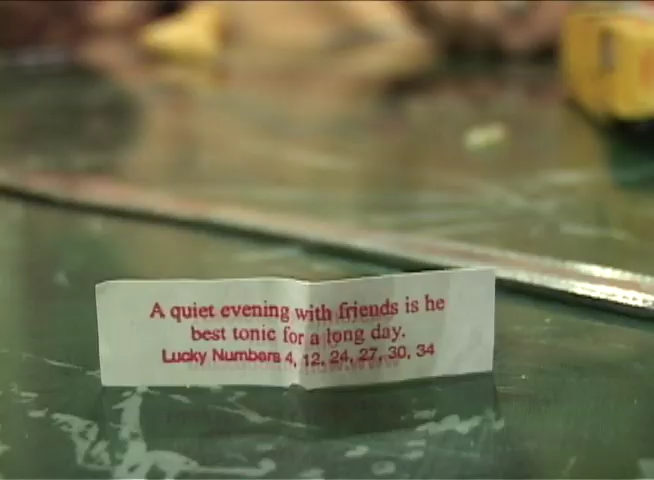 A quiet evening with friends is he
best tonic for a long day.
Lucky Numbers 4, 12, 24, 27, 30, 34